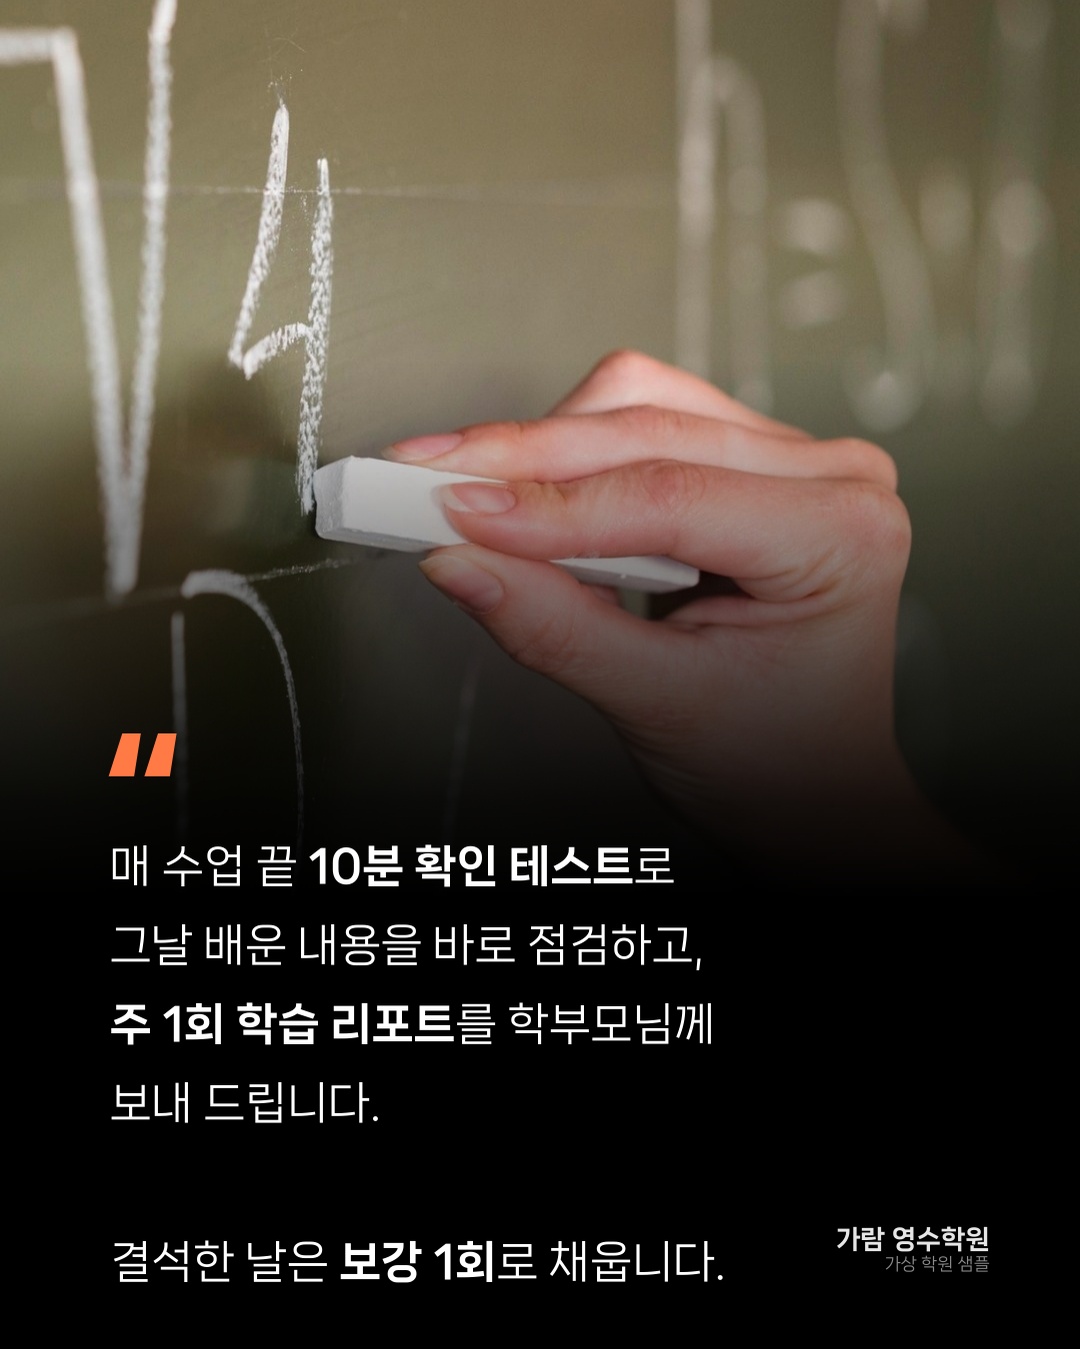 4
매 수업 끝 10분 확인 테스트로
그날 배운 내용을 바로 점검하고,
주 1회 학습 리포트를 학부모님께
보내 드립니다.
결석한 날은 보강 1회로 채웁니다.
가람 영수학원
가상 학원 샘플